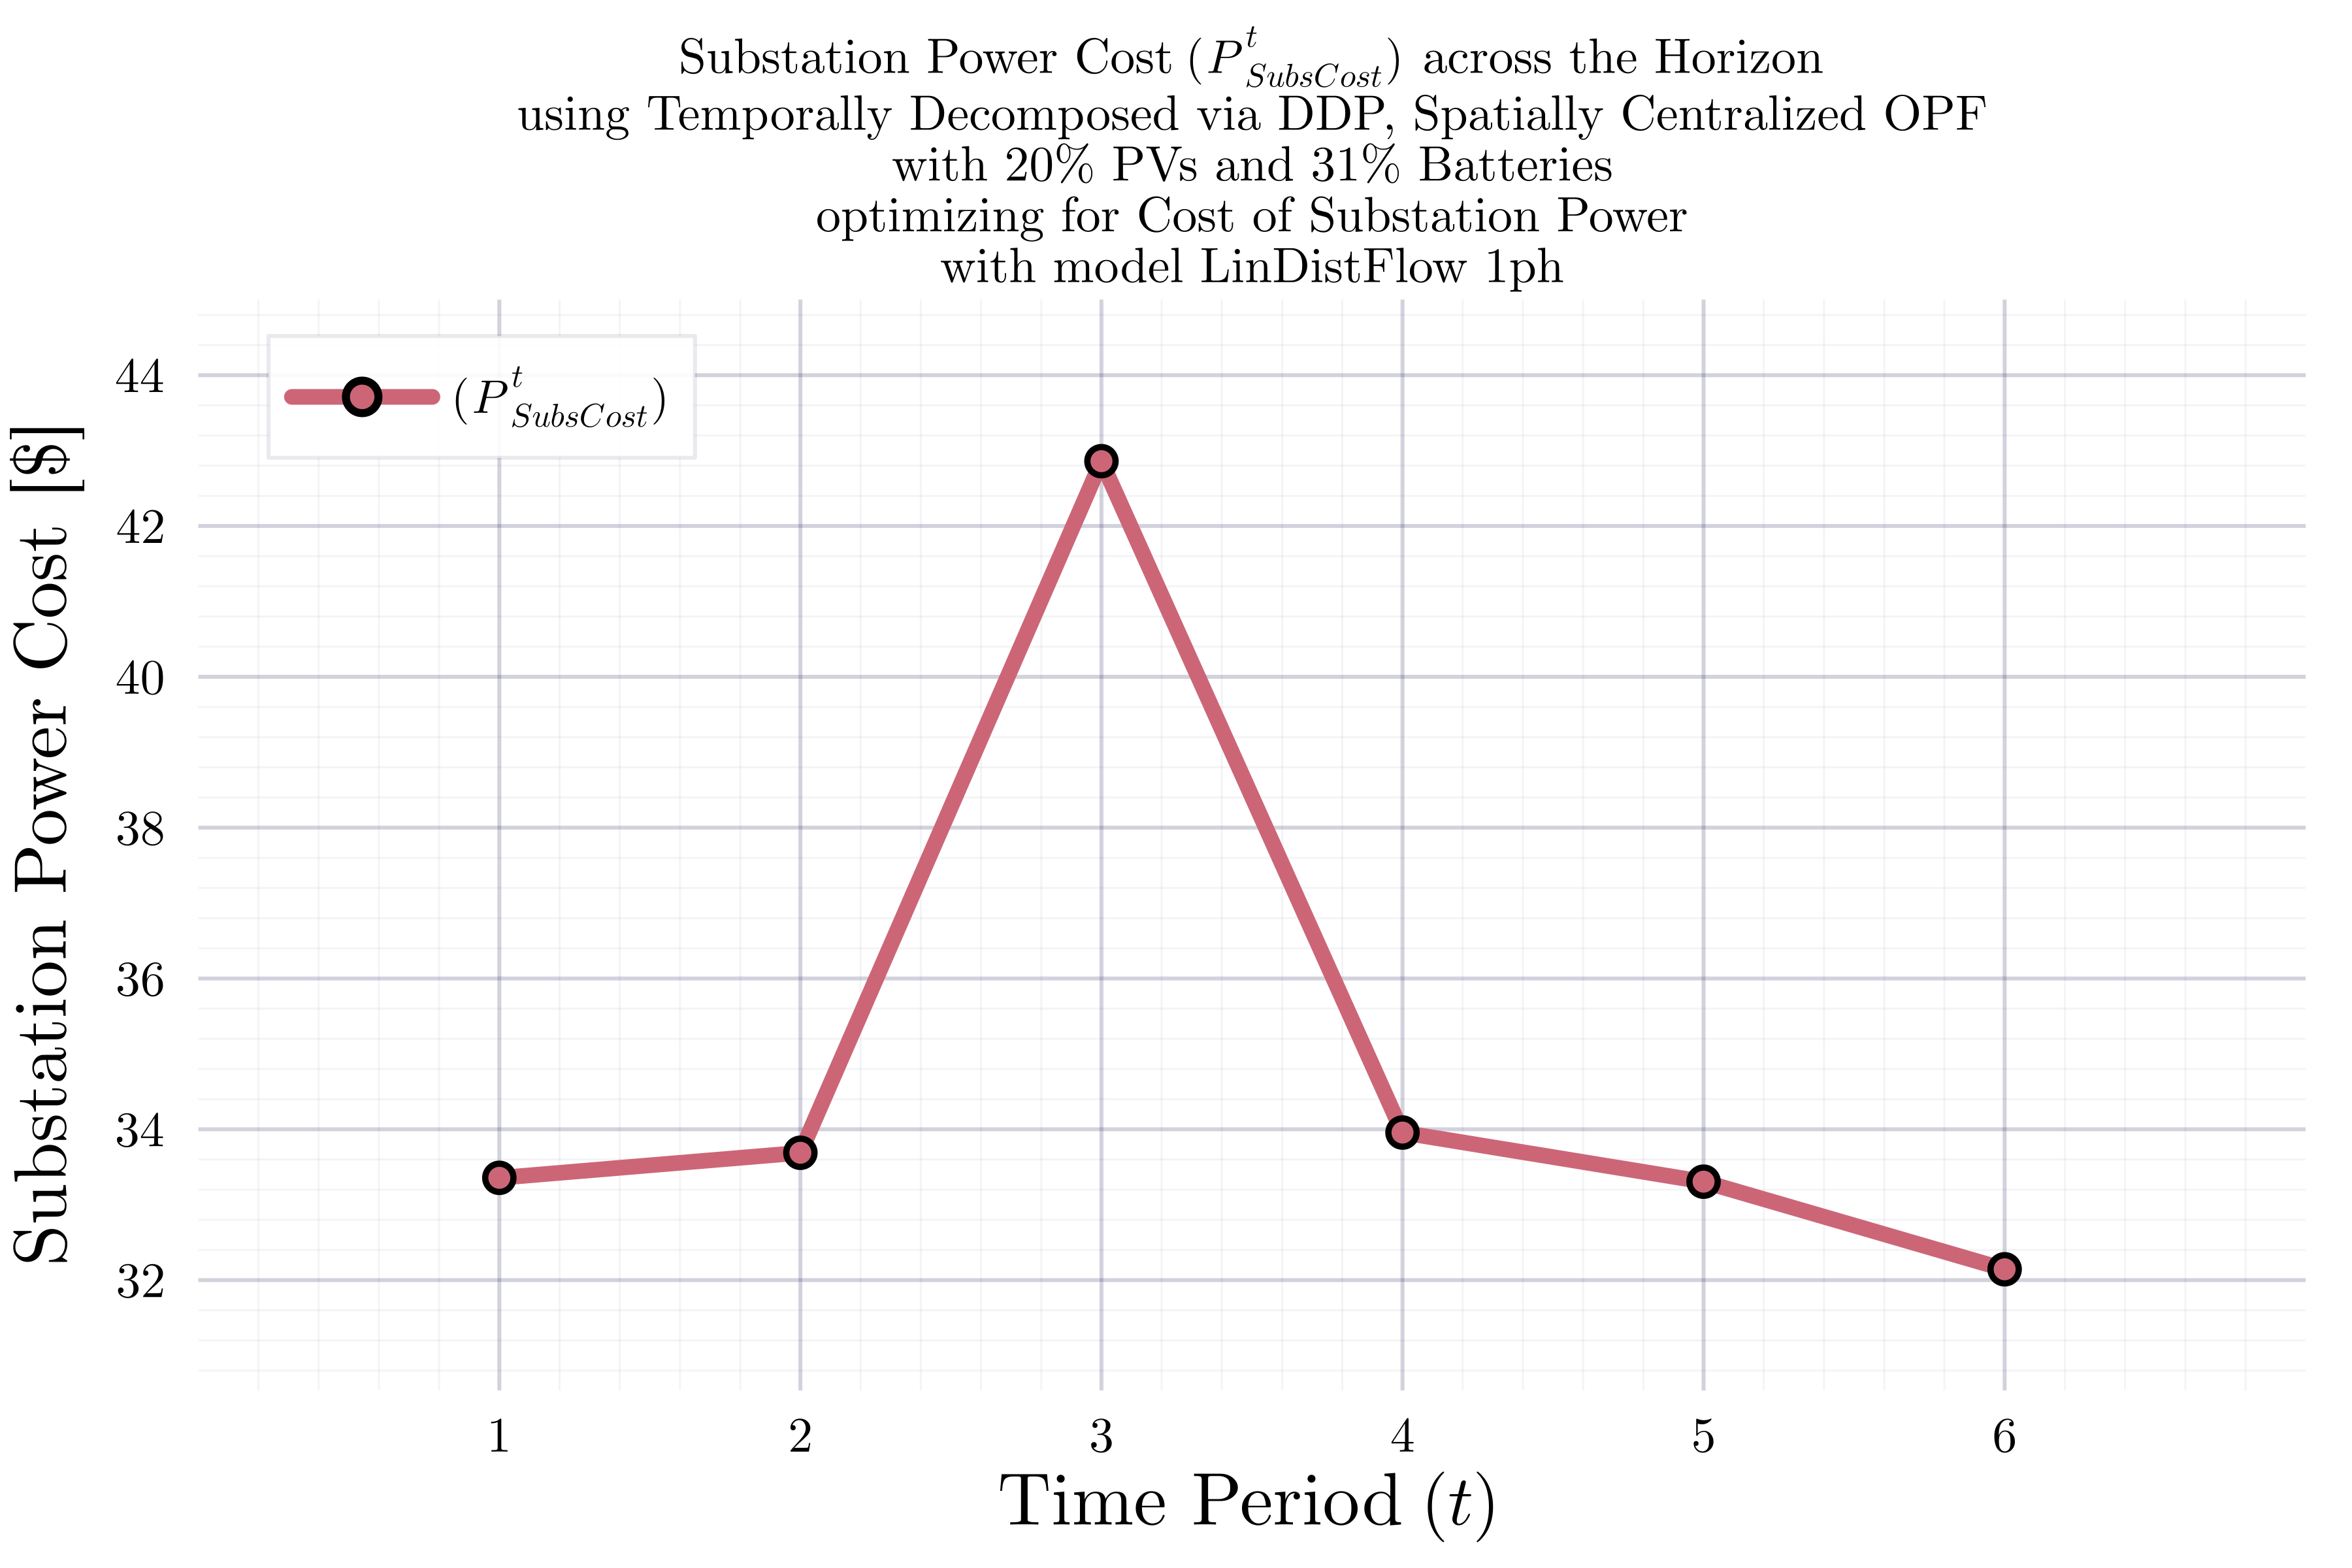 Substation Power Cost (P^t_SubsCost) across the Horizon
using Temporally Decomposed via DDP, Spatially Centralized OPF
with 20% PVs and 31% Batteries
optimizing for Cost of Substation Power
with model LinDistFlow 1ph
(P^t_SubsCost)
Substation Power Cost [$]
44
42
40
38
36
34
32
1 2 3 4 5 6
Time Period (t)